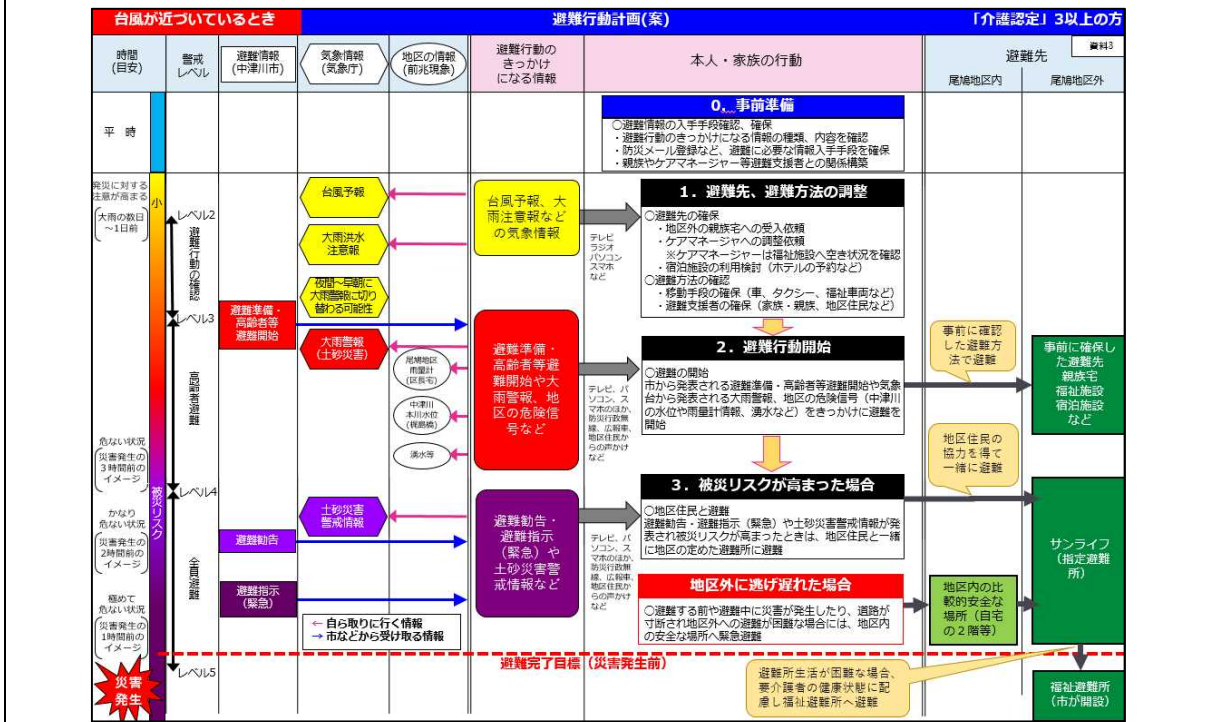 台風が近づいているとき
避難行動計画(案)
「介護認定」3以上の方
時間
(目安)
警戒
レベル
避難情報
(中津川市)
気象情報
(気象庁)
地区の情報
(前兆現象)
避難行動の
きっかけ
になる情報
本人・家族の行動
避難先
資料3
尾鳩地区内
尾鳩地区外
平 時
0．事前準備
○避難情報の入手手段確認、確保
・避難行動のきっかけになる情報の種類、内容を確認
・防災メール登録など、避難に必要な情報入手手段を確保
・親族やケアマネージャー等避難支援者との関係構築
発災に対する
注意が高まる
大雨の数日
～1日前
小
レベル2
避難行動の確認
台風予報
大雨洪水
注意報
夜間～早朝に
大雨警報に切り
替わる可能性
台風予報、大
雨注意報など
の気象情報
テレビ
ラジオ
パソコン
スマホ
など
1．避難先、避難方法の調整
○避難先の確保
・地区外の親族宅への受入依頼
・ケアマネージャへの調整依頼
※ケアマネージャーは福祉施設へ空き状況を確認
・宿泊施設の利用検討（ホテルの予約など）
○避難方法の確認
・移動手段の確保（車、タクシー、福祉車両など）
・避難支援者の確保（家族・親族、地区住民など）
レベル3
高齢者避難
避難準備・
高齢者等
避難開始
大雨警報
(土砂災害)
尾鳩地区
雨量計
(区長宅)
中津川
本川水位
(梶島橋)
湧水等
避難準備・
高齢者等避
難開始や大
雨警報、地
区の危険信
号など
テレビ、パ
ソコン、ス
マホのほか、
防災行政無
線、広報車、
地区住民か
らの声かけ
など
2．避難行動開始
○避難の開始
市から発表される避難準備・高齢者等避難開始や気象
台から発表される大雨警報、地区の危険信号（中津川
の水位や雨量計情報、湧水など）をきっかけに避難を
開始
事前に確認
した避難方
法で避難
事前に確保し
た避難先
親族宅
福祉施設
宿泊施設
など
危ない状況
災害発生の
3時間前の
イメージ
被災リスク
レベル4
全員避難
地区住民の
協力を得て
一緒に避難
3．被災リスクが高まった場合
○地区住民と避難
避難勧告・避難指示（緊急）や土砂災害警戒情報が発
表され被災リスクが高まったときは、地区住民と一緒
に地区の定めた避難所に避難
かなり
危ない状況
災害発生の
2時間前の
イメージ
避難勧告
土砂災害
警戒情報
避難勧告・
避難指示
（緊急）や
土砂災害警
戒情報など
テレビ、パ
ソコン、ス
マホのほか、
防災行政無
線、広報車、
地区住民か
らの声かけ
など
サンライフ
(指定避難
所)
極めて
危ない状況
災害発生の
1時間前の
イメージ
避難指示
(緊急)
← 自ら取りに行く情報
→ 市などから受け取る情報
地区外に逃げ遅れた場合
○避難する前や避難中に災害が発生したり、道路が
寸断され地区外への避難が困難な場合には、地区内
の安全な場所へ緊急避難
地区内の比
較的安全な
場所（自宅
の２階等）
避難完了目標（災害発生前）
災害
発生
レベル5
避難所生活が困難な場合、
要介護者の健康状態に配
慮し福祉避難所へ避難
福祉避難所
(市が開設)